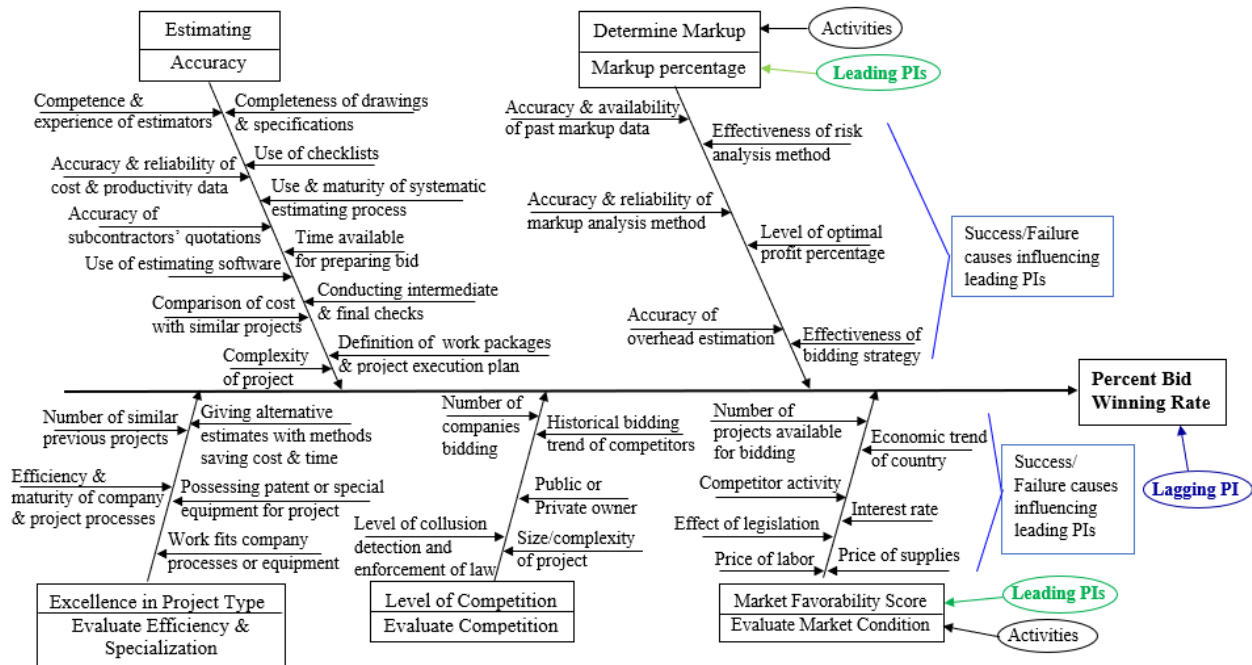 Estimating
Accuracy
Determine Markup
Markup percentage
Activities
Leading PIs
Competence &
experience of estimators
Completeness of drawings
& specifications
Use of checklists
Accuracy & reliability of
cost & productivity data
Use & maturity of systematic
estimating process
Accuracy of
subcontractors' quotations
Time available
for preparing bid
Use of estimating software
Conducting intermediate
& final checks
Comparison of cost
with similar projects
Definition of work packages
& project execution plan
Complexity
of project
Accuracy & availability
of past markup data
Effectiveness of risk
analysis method
Accuracy & reliability of
markup analysis method
Level of optimal
profit percentage
Accuracy of
overhead estimation
Effectiveness of
bidding strategy
Success/Failure
causes influencing
leading PIs
Percent Bid
Winning Rate
Lagging PI
Number of similar
previous projects
Giving alternative
estimates with methods
saving cost & time
Efficiency &
maturity of company
& project processes
Possessing patent or special
equipment for project
Work fits company
processes or equipment
Excellence in Project Type
Evaluate Efficiency &
Specialization
Number of
companies
bidding
Historical bidding
trend of competitors
Public or
Private owner
Level of collusion
detection and
enforcement of law
Size/complexity
of project
Level of Competition
Evaluate Competition
Number of
projects available
for bidding
Economic trend
of country
Competitor activity
Interest rate
Effect of legislation
Price of labor
Price of supplies
Market Favorability Score
Evaluate Market Condition
Success/
Failure causes
influencing
leading PIs
Leading PIs
Activities